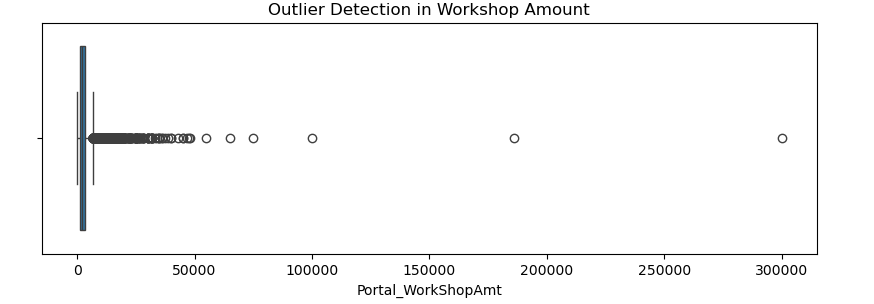 Outlier Detection in Workshop Amount
0 50000 100000 150000 200000 250000 300000
Portal_WorkShopAmt